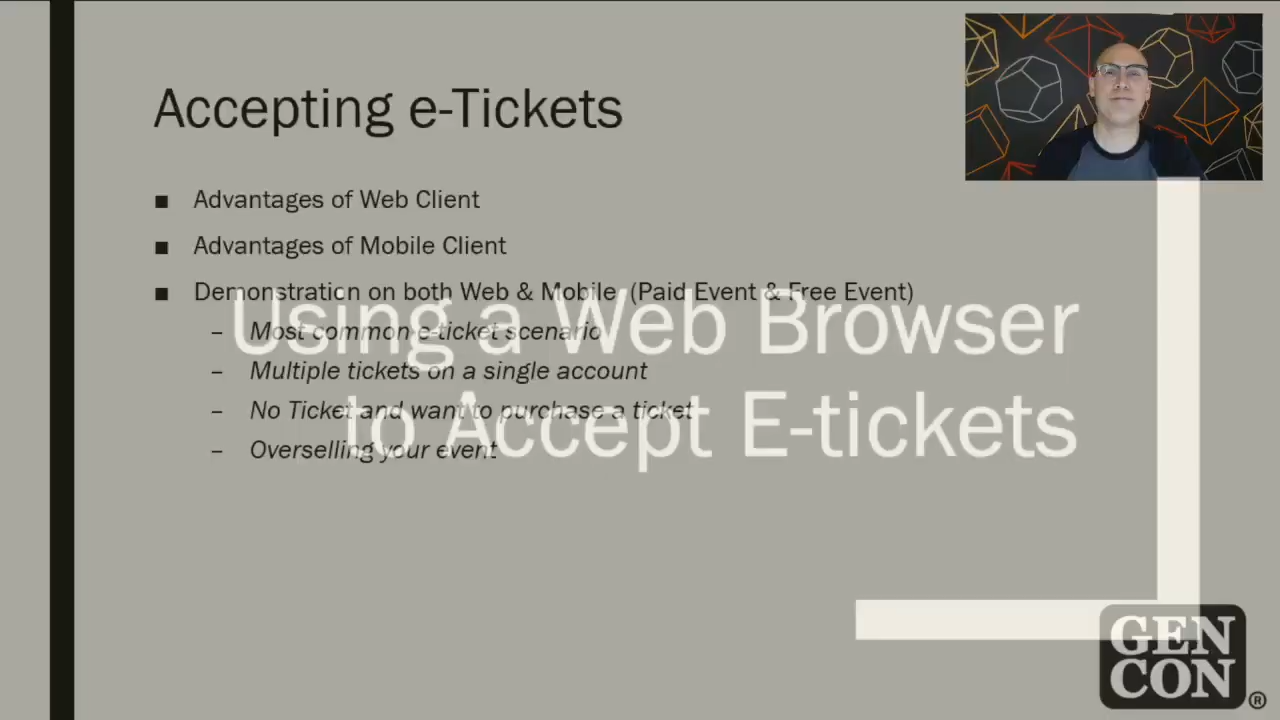 Accepting e-Tickets
■ Advantages of Web Client
■ Advantages of Mobile Client
■ Demonstration on both Web & Mobile (Paid Event & Free Event)
– Most common e-ticket scenario
– Multiple tickets on a single account
– No Ticket and want to purchase a ticket
– Overselling your event
Using a Web Browser
to Accept E-tickets
GEN
CON®